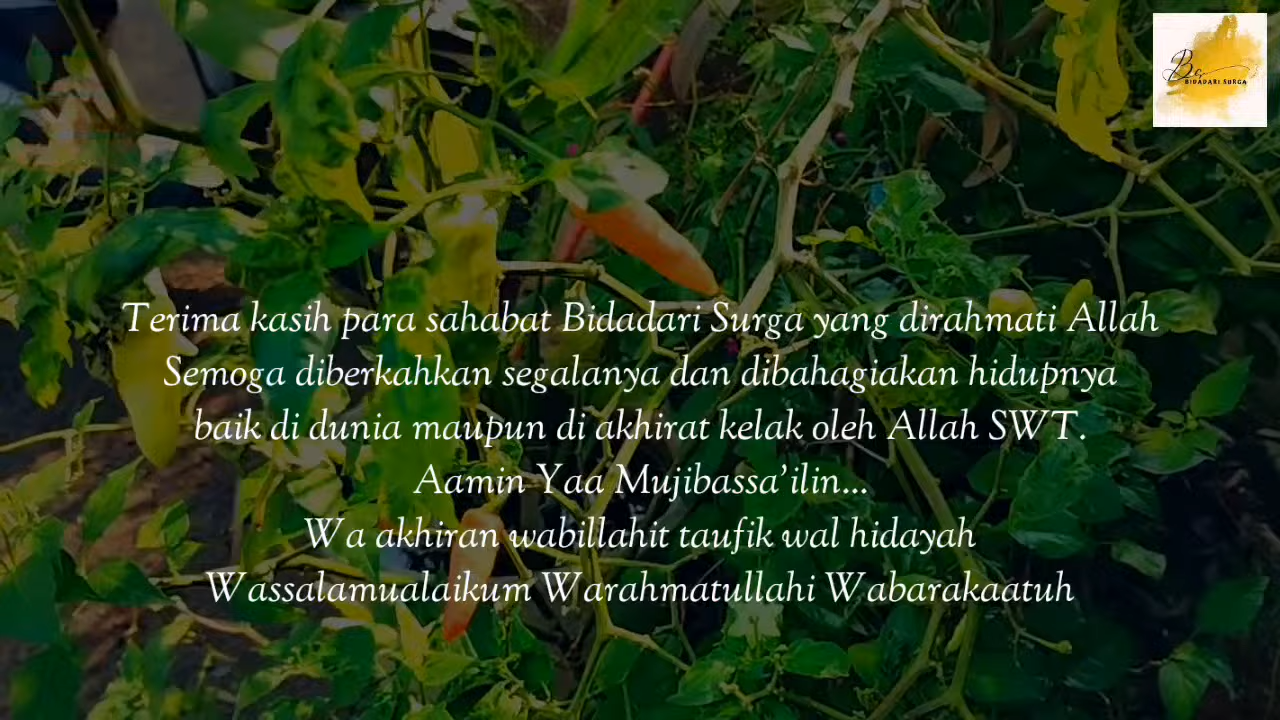 Bs
BIDADARI SURGA
Terima kasih para sahabat Bidadari Surga yang dirahmati Allah
Semoga diberkahkan segalanya dan dibahagiakan hidupnya
baik di dunia maupun di akhirat kelak oleh Allah SWT.
Aamin Yaa Mujibassa'ilin...
Wa akhiran wabillahit taufik wal hidayah
Wassalamualaikum Warahmatullahi Wabarakaatuh